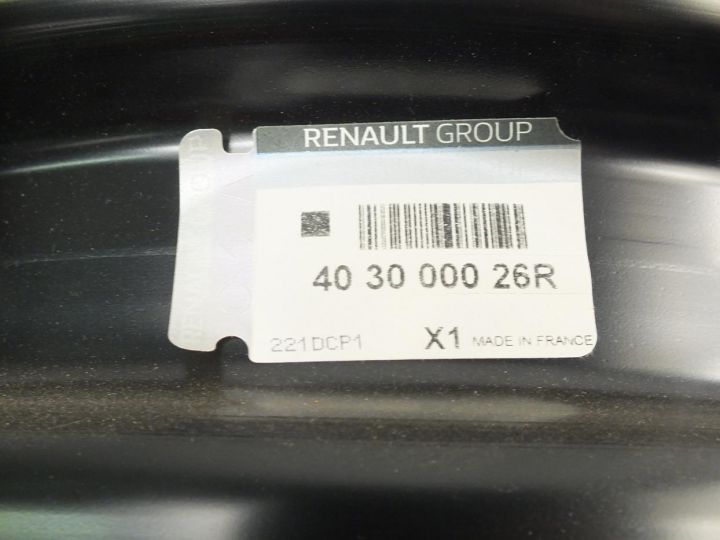 RENAULT GROUP
40 30 000 26R
221DCP1
X1 MADE IN FRANCE